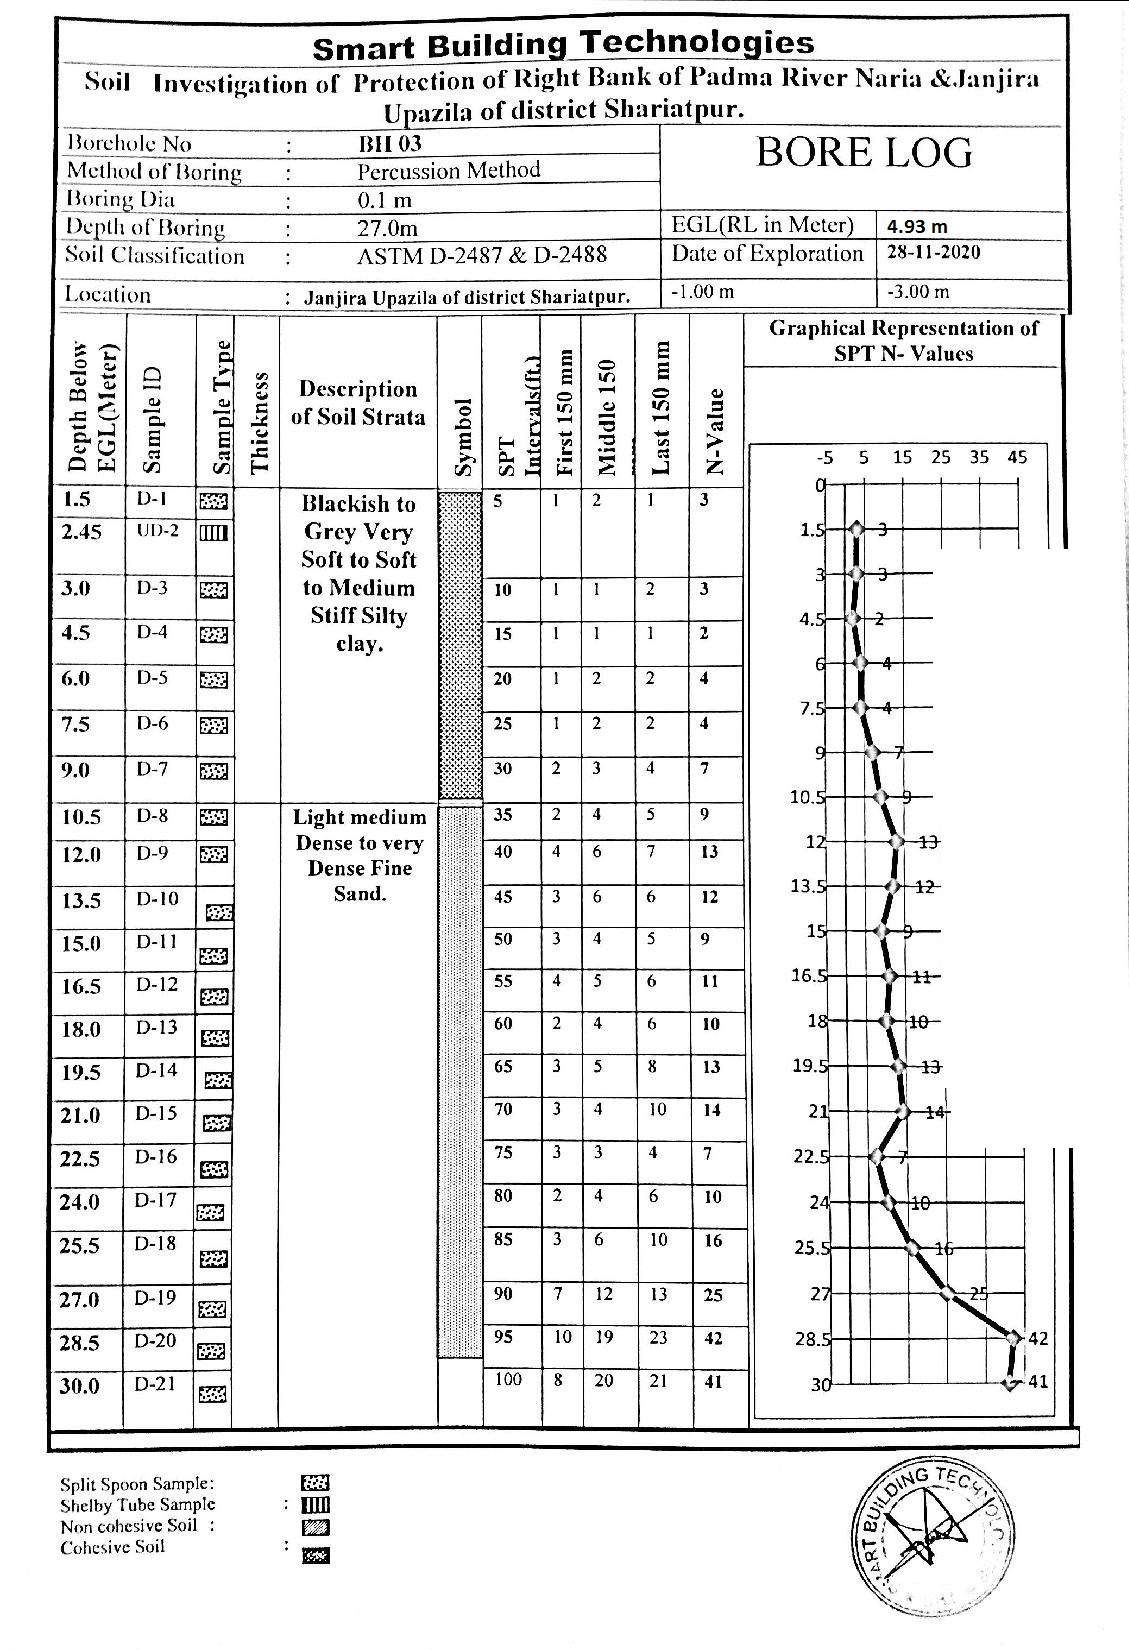 Smart Building Technologies
Soil Investigation of Protection of Right Bank of Padma River Naria &Janjira
Upazila of district Shariatpur.
Borehole No : BH 03
BORE LOG
Method of Boring : Percussion Method
Boring Dia : 0.1 m
Depth of Boring : 27.0m EGL(RL in Meter) 4.93 m
Soil Classification : ASTM D-2487 & D-2488 Date of Exploration 28-11-2020
Location : Janjira Upazila of district Shariatpur. -1.00 m -3.00 m
Depth Below EGL(Meter)
Sample ID
Sample Type
Thickness
Description
of Soil Strata
Symbol
SPT Intervals(ft.)
First 150 mm
Middle 150
Last 150 mm
N-Value
Graphical Representation of
SPT N- Values
1.5 D-1 5 1 2 1 3
2.45 UD-2
3.0 D-3 10 1 1 2 3
4.5 D-4 15 1 1 1 2
6.0 D-5 20 1 2 2 4
7.5 D-6 25 1 2 2 4
9.0 D-7 30 2 3 4 7
10.5 D-8 35 2 4 5 9
12.0 D-9 40 4 6 7 13
13.5 D-10 45 3 6 6 12
15.0 D-11 50 3 4 5 9
16.5 D-12 55 4 5 6 11
18.0 D-13 60 2 4 6 10
19.5 D-14 65 3 5 8 13
21.0 D-15 70 3 4 10 14
22.5 D-16 75 3 3 4 7
24.0 D-17 80 2 4 6 10
25.5 D-18 85 3 6 10 16
27.0 D-19 90 7 12 13 25
28.5 D-20 95 10 19 23 42
30.0 D-21 100 8 20 21 41
Blackish to
Grey Very
Soft to Soft
to Medium
Stiff Silty
clay.
Light medium
Dense to very
Dense Fine
Sand.
-5 5 15 25 35 45
0
1.5 3
3 3
4.5 2
6 4
7.5 4
9 7
10.5 9
12 13
13.5 12
15 9
16.5 11
18 10
19.5 13
21 14
22.5 7
24 10
25.5 16
27 25
28.5 42
30 41
Split Spoon Sample:
Shelby Tube Sample :
Non cohesive Soil :
Cohesive Soil :
BUILDING